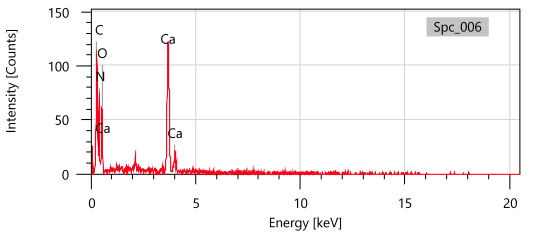 150
100
50
0
Intensity [Counts]
C
O
N
Ca
Ca
Ca
Spc_006
0 5 10 15 20
Energy [keV]